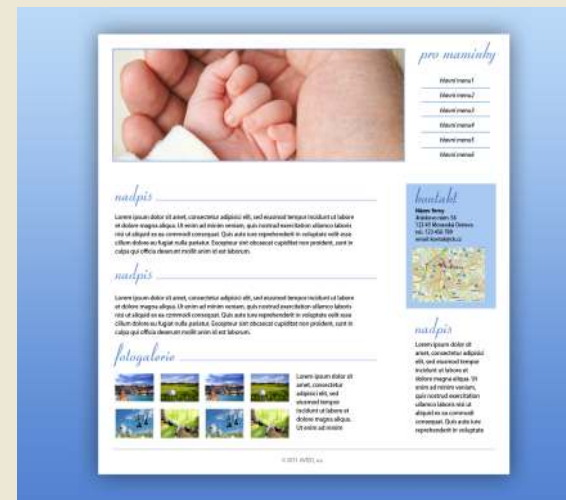 pro maminky
hlavní menu1
hlavní menu2
hlavní menu3
hlavní menu4
hlavní menu5
hlavní menu6
nadpis
Lorem ipsum dolor sit amet, consectetur adipisici elit, sed eiusmod tempor incidunt ut labore
et dolore magna aliqua. Ut enim ad minim veniam, quis nostrud exercitation ullamco laboris
nisi ut aliquid ex ea commodi consequat. Quis aute iure reprehenderit in voluptate velit esse
cillum dolore eu fugiat nulla pariatur. Excepteur sint obcaecat cupiditat non proident, sunt in
culpa qui officia deserunt mollit anim id est laborum.
nadpis
Lorem ipsum dolor sit amet, consectetur adipisici elit, sed eiusmod tempor incidunt ut labore
et dolore magna aliqua. Ut enim ad minim veniam, quis nostrud exercitation ullamco laboris
nisi ut aliquid ex ea commodi consequat. Quis aute iure reprehenderit in voluptate velit esse
cillum dolore eu fugiat nulla pariatur. Excepteur sint obcaecat cupiditat non proident, sunt in
culpa qui officia deserunt mollit anim id est laborum.
fotogalerie
Lorem ipsum dolor sit
amet, consectetur
adipisici elit, sed
eiusmod tempor
incidunt ut labore et
dolore magna aliqua.
Ut enim ad minim
kontakt
Název firmy
123 45 Moravská Ostrava
tel.: 123 456 789
nadpis
Lorem ipsum dolor sit
amet, consectetur adipisici
elit, sed eiusmod tempor
incidunt ut labore et
dolore magna aliqua. Ut
enim ad minim veniam,
quis nostrud exercitation
ullamco laboris nisi ut
aliquid ex ea commodi
consequat. Quis aute iure
reprehenderit in voluptate
© 2011